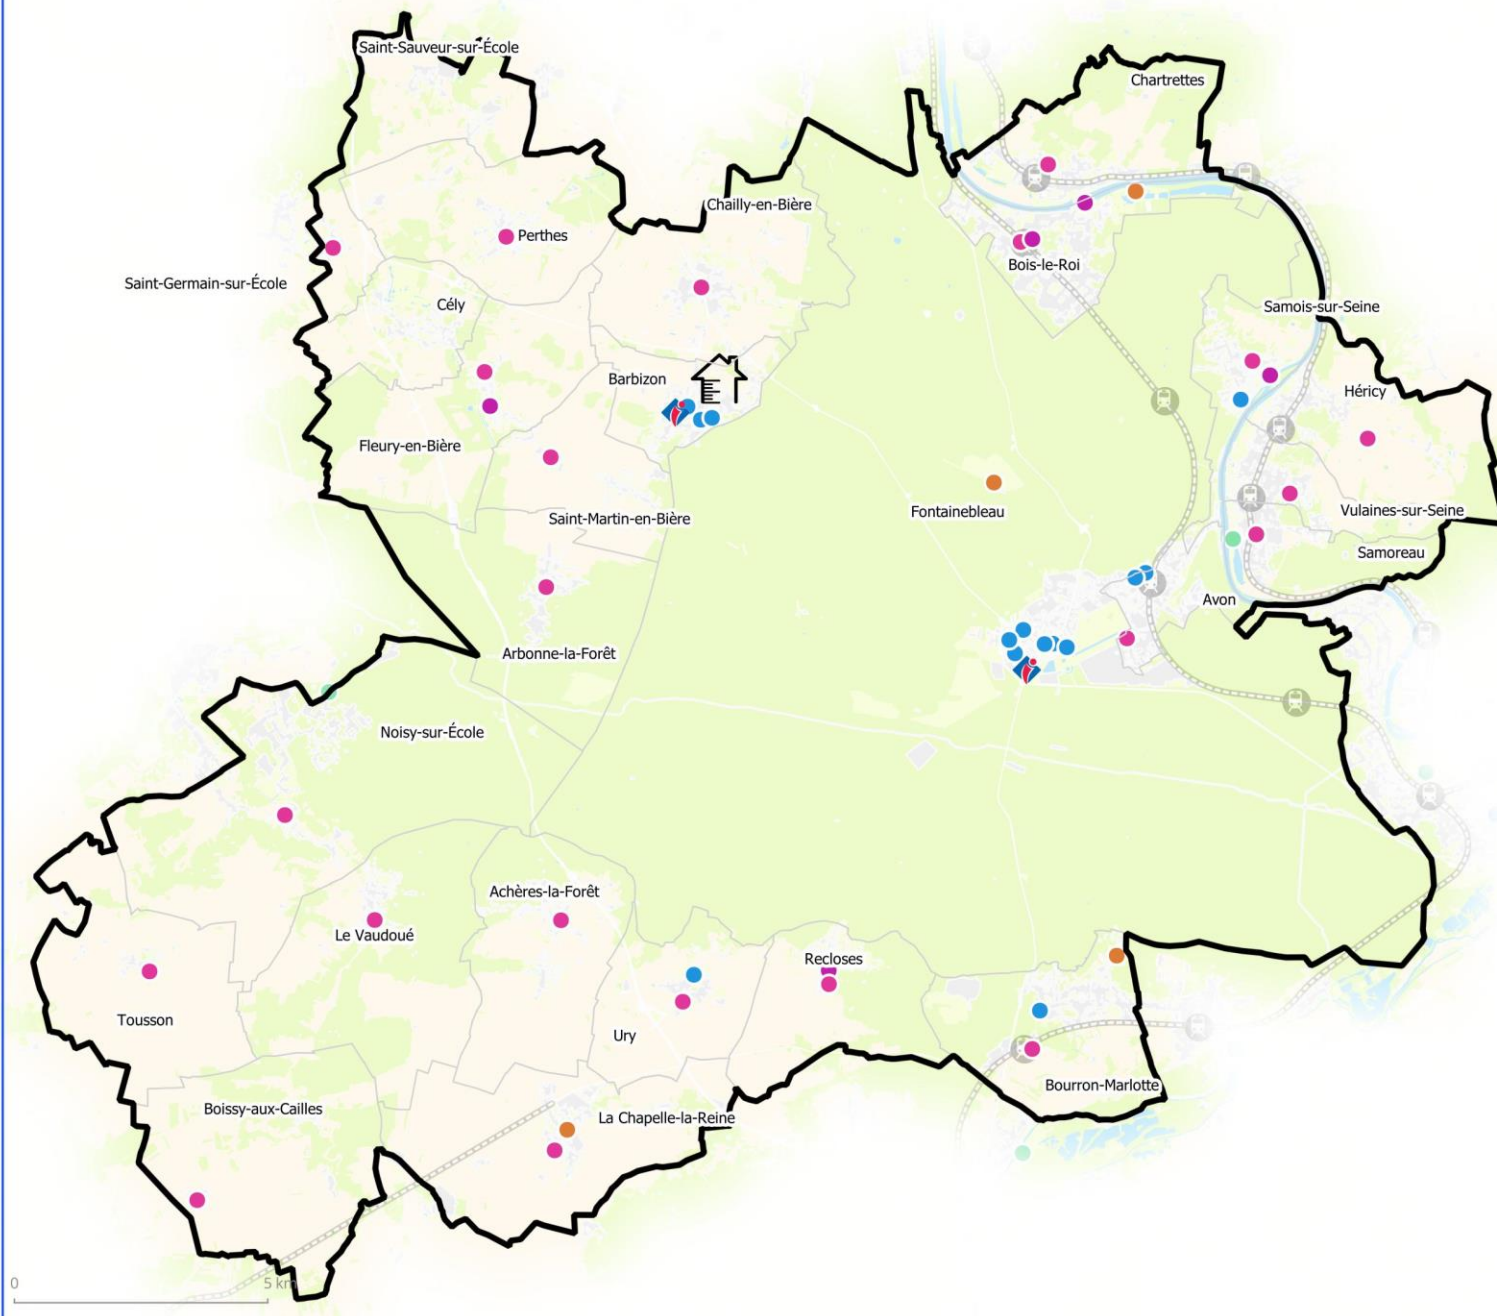 Saint-Sauveur-sur-École
Chartrettes
Chailly-en-Bière
Perthes
Bois-le-Roi
Saint-Germain-sur-École
Cély
Samois-sur-Seine
Barbizon
Héricy
Fleury-en-Bière
Fontainebleau
Vulaines-sur-Seine
Saint-Martin-en-Bière
Samoreau
Avon
Arbonne-la-Forêt
Noisy-sur-École
Achères-la-Forêt
Le Vaudoué
Recloses
Tousson
Ury
Bourron-Marlotte
Boissy-aux-Cailles
La Chapelle-la-Reine
0 5 km